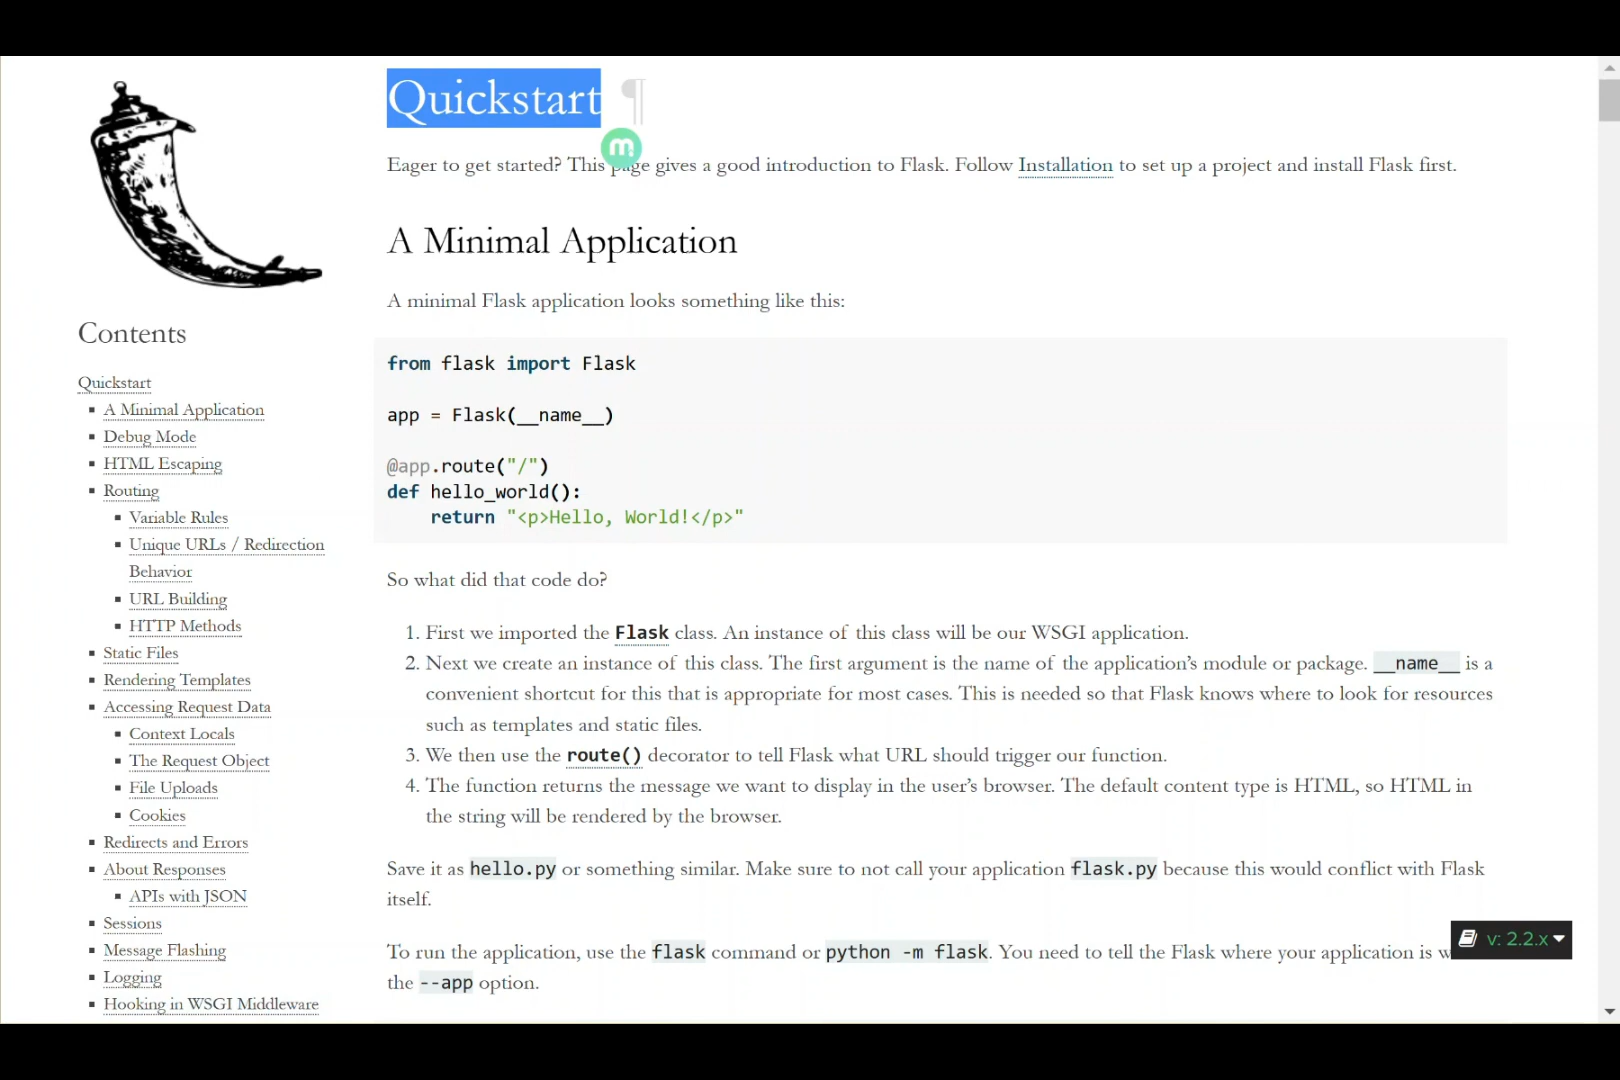 Quickstart ¶
m
Eager to get started? This page gives a good introduction to Flask. Follow Installation to set up a project and install Flask first.
A Minimal Application
A minimal Flask application looks something like this:
from flask import Flask
app = Flask(__name__)
@app.route("/")
def hello_world():
    return "<p>Hello, World!</p>"
So what did that code do?
1. First we imported the Flask class. An instance of this class will be our WSGI application.
2. Next we create an instance of this class. The first argument is the name of the application’s module or package. __name__ is a
convenient shortcut for this that is appropriate for most cases. This is needed so that Flask knows where to look for resources
such as templates and static files.
3. We then use the route() decorator to tell Flask what URL should trigger our function.
4. The function returns the message we want to display in the user’s browser. The default content type is HTML, so HTML in
the string will be rendered by the browser.
Save it as hello.py or something similar. Make sure to not call your application flask.py because this would conflict with Flask
itself.
To run the application, use the flask command or python -m flask. You need to tell the Flask where your application is w
the --app option.
Contents
Quickstart
A Minimal Application
Debug Mode
HTML Escaping
Routing
Variable Rules
Unique URLs / Redirection
Behavior
URL Building
HTTP Methods
Static Files
Rendering Templates
Accessing Request Data
Context Locals
The Request Object
File Uploads
Cookies
Redirects and Errors
About Responses
APIs with JSON
Sessions
Message Flashing
Logging
Hooking in WSGI Middleware
v: 2.2.x